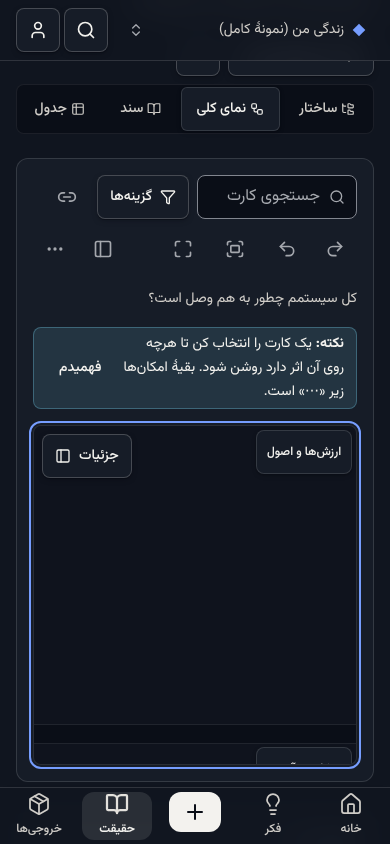 زندگی من (نمونهٔ کامل)
ساختار
نمای کلی
سند
جدول
جستجوی کارت
گزینه‌ها
کل سیستمم چطور به هم وصل است؟
نکته: یک کارت را انتخاب کن تا هرچه
روی آن اثر دارد روشن شود. بقیهٔ امکان‌ها
زیر «⋯» است.
فهمیدم
ارزش‌ها و اصول
جزئیات
خانه
فکر
حقیقت
خروجی‌ها